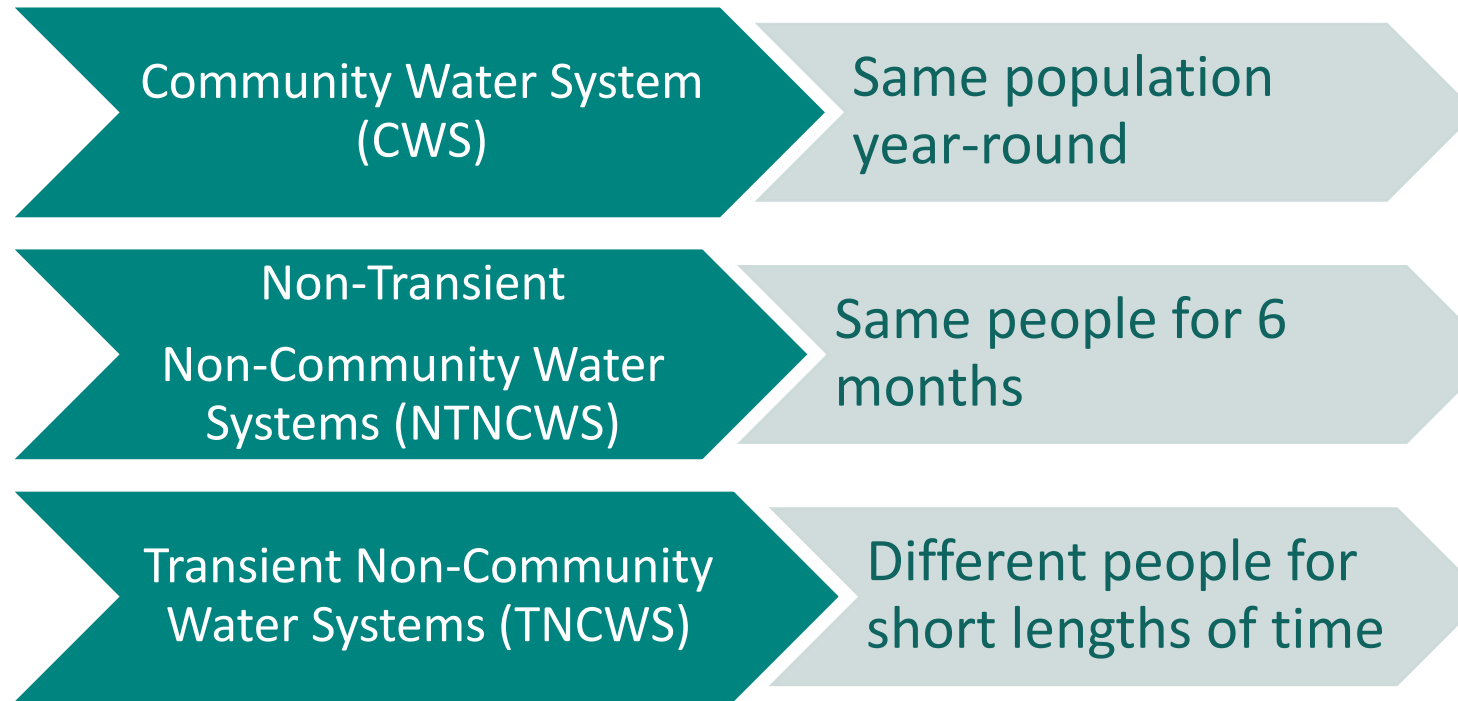 Community Water System
(CWS)
Same population
year-round
Non-Transient
Non-Community Water
Systems (NTNCWS)
Same people for 6
months
Transient Non-Community
Water Systems (TNCWS)
Different people for
short lengths of time